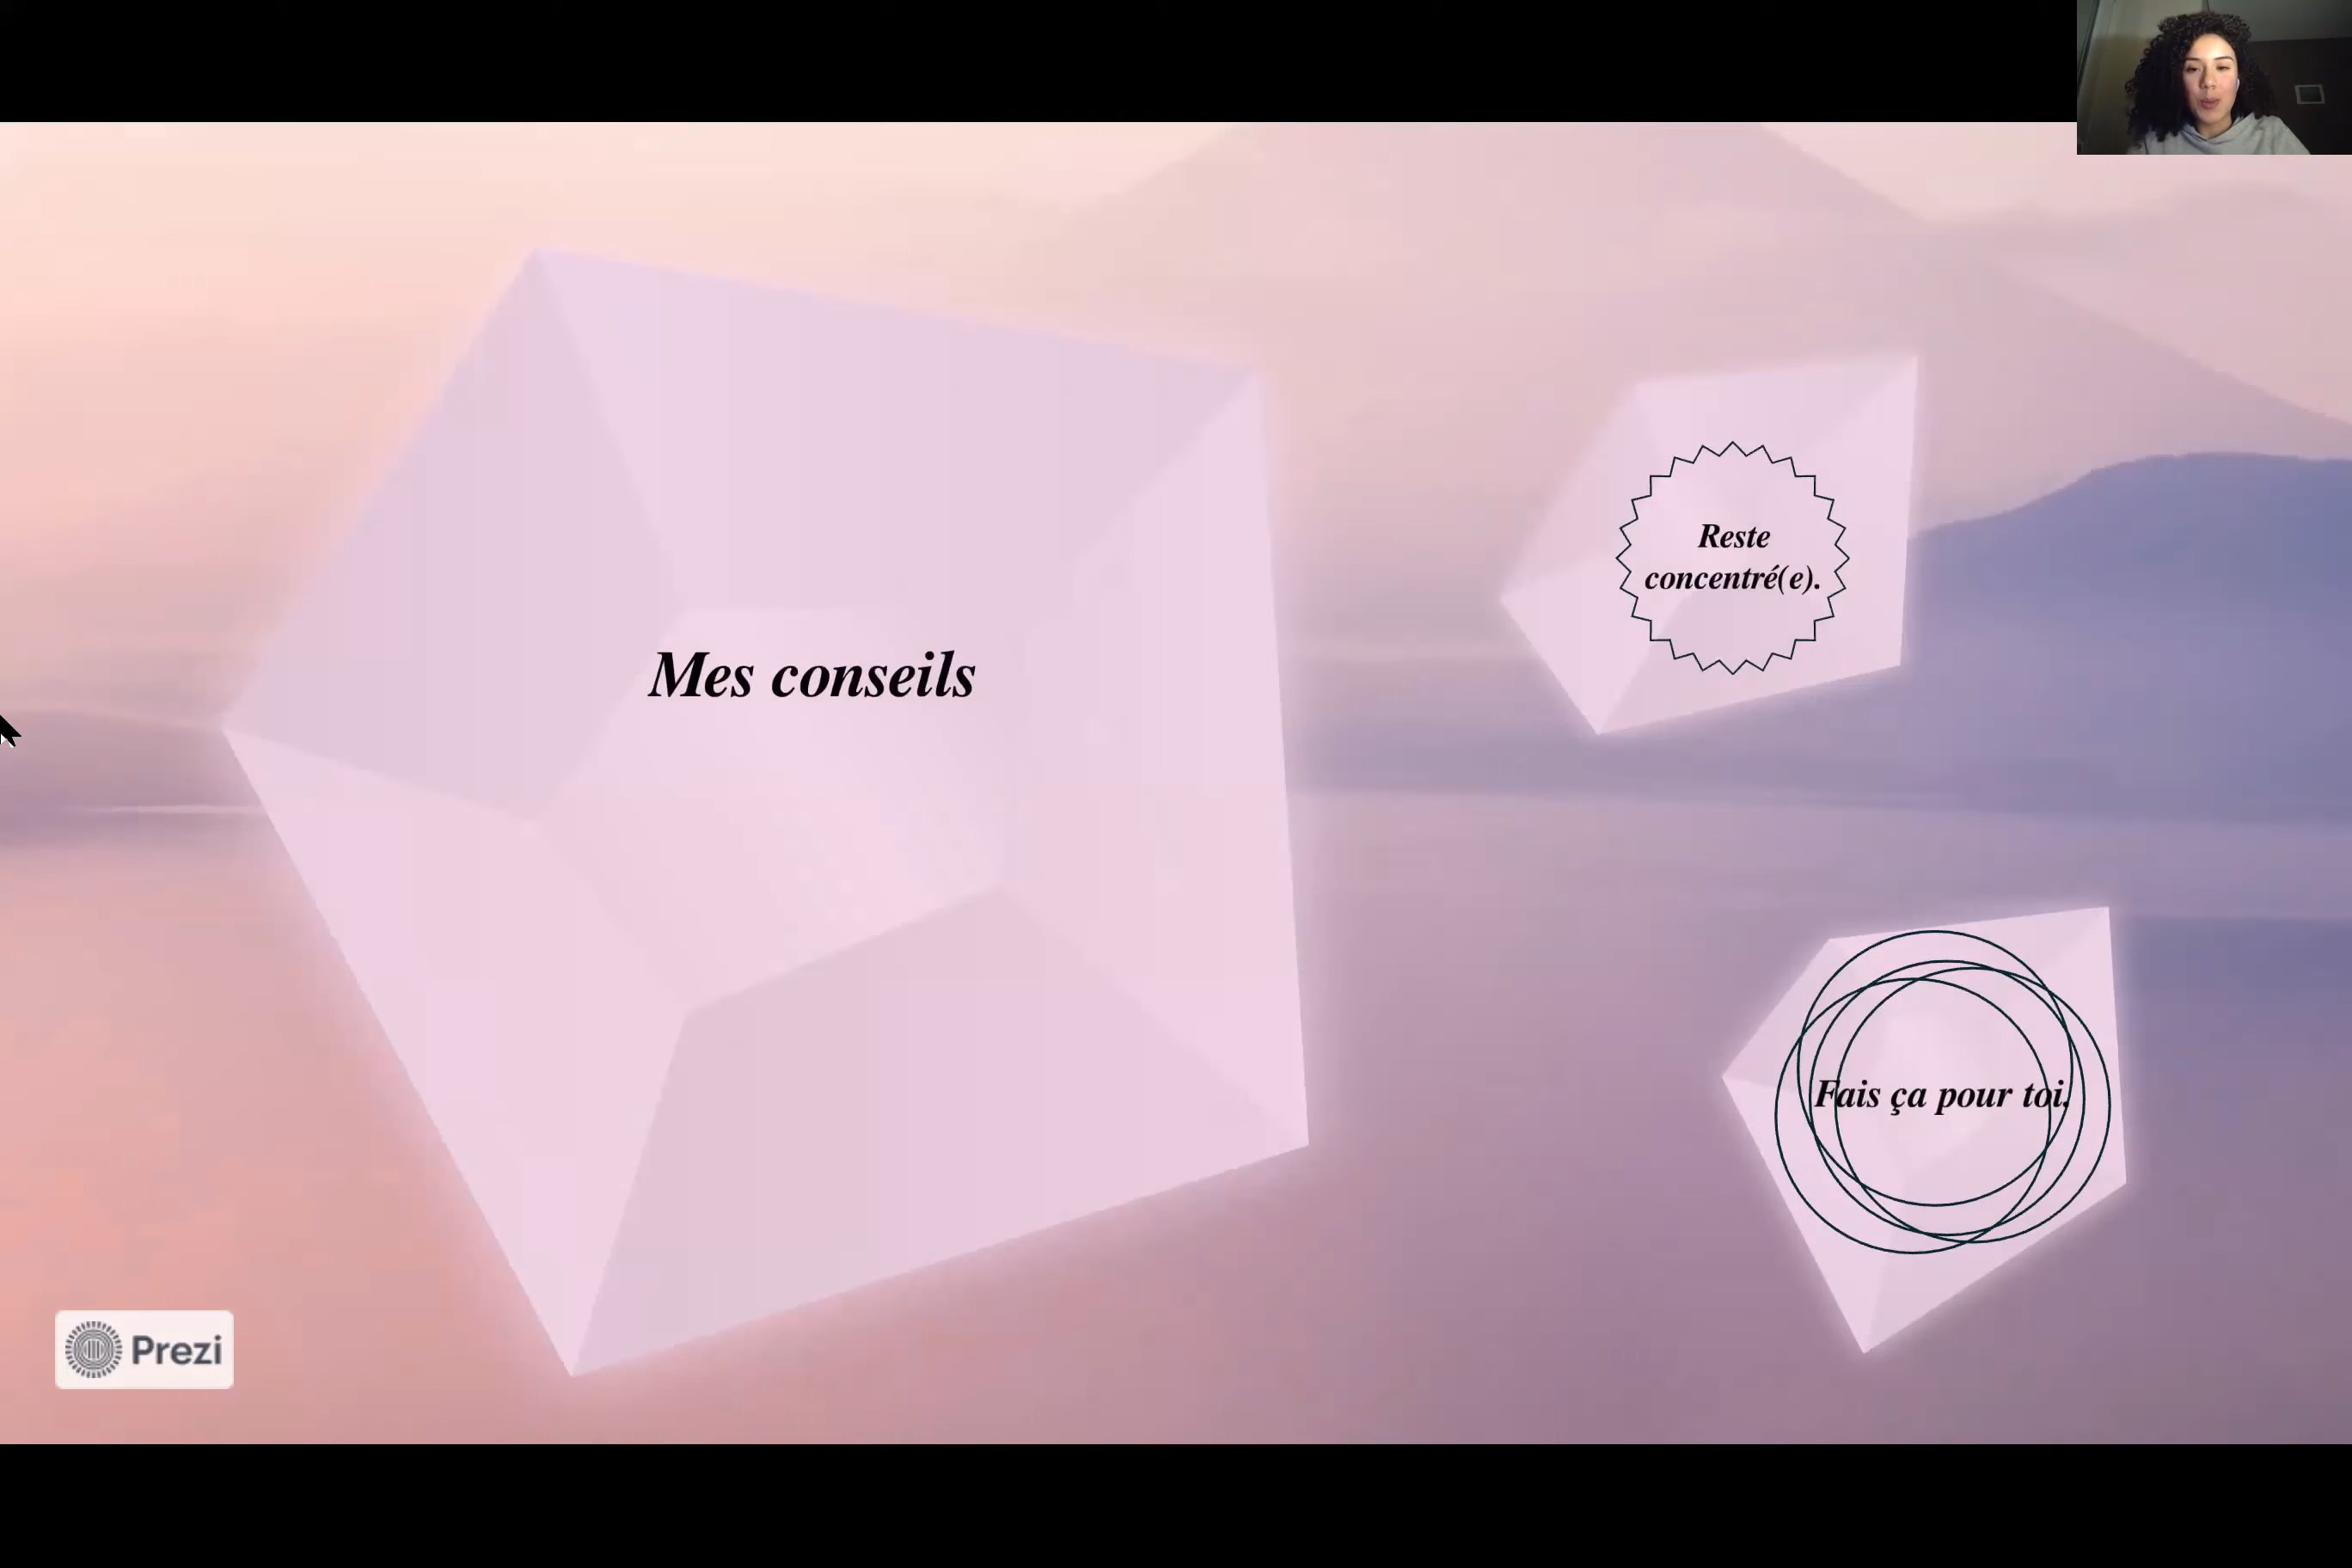 Mes conseils
Reste
concentré(e).
Fais ça pour toi.
Prezi